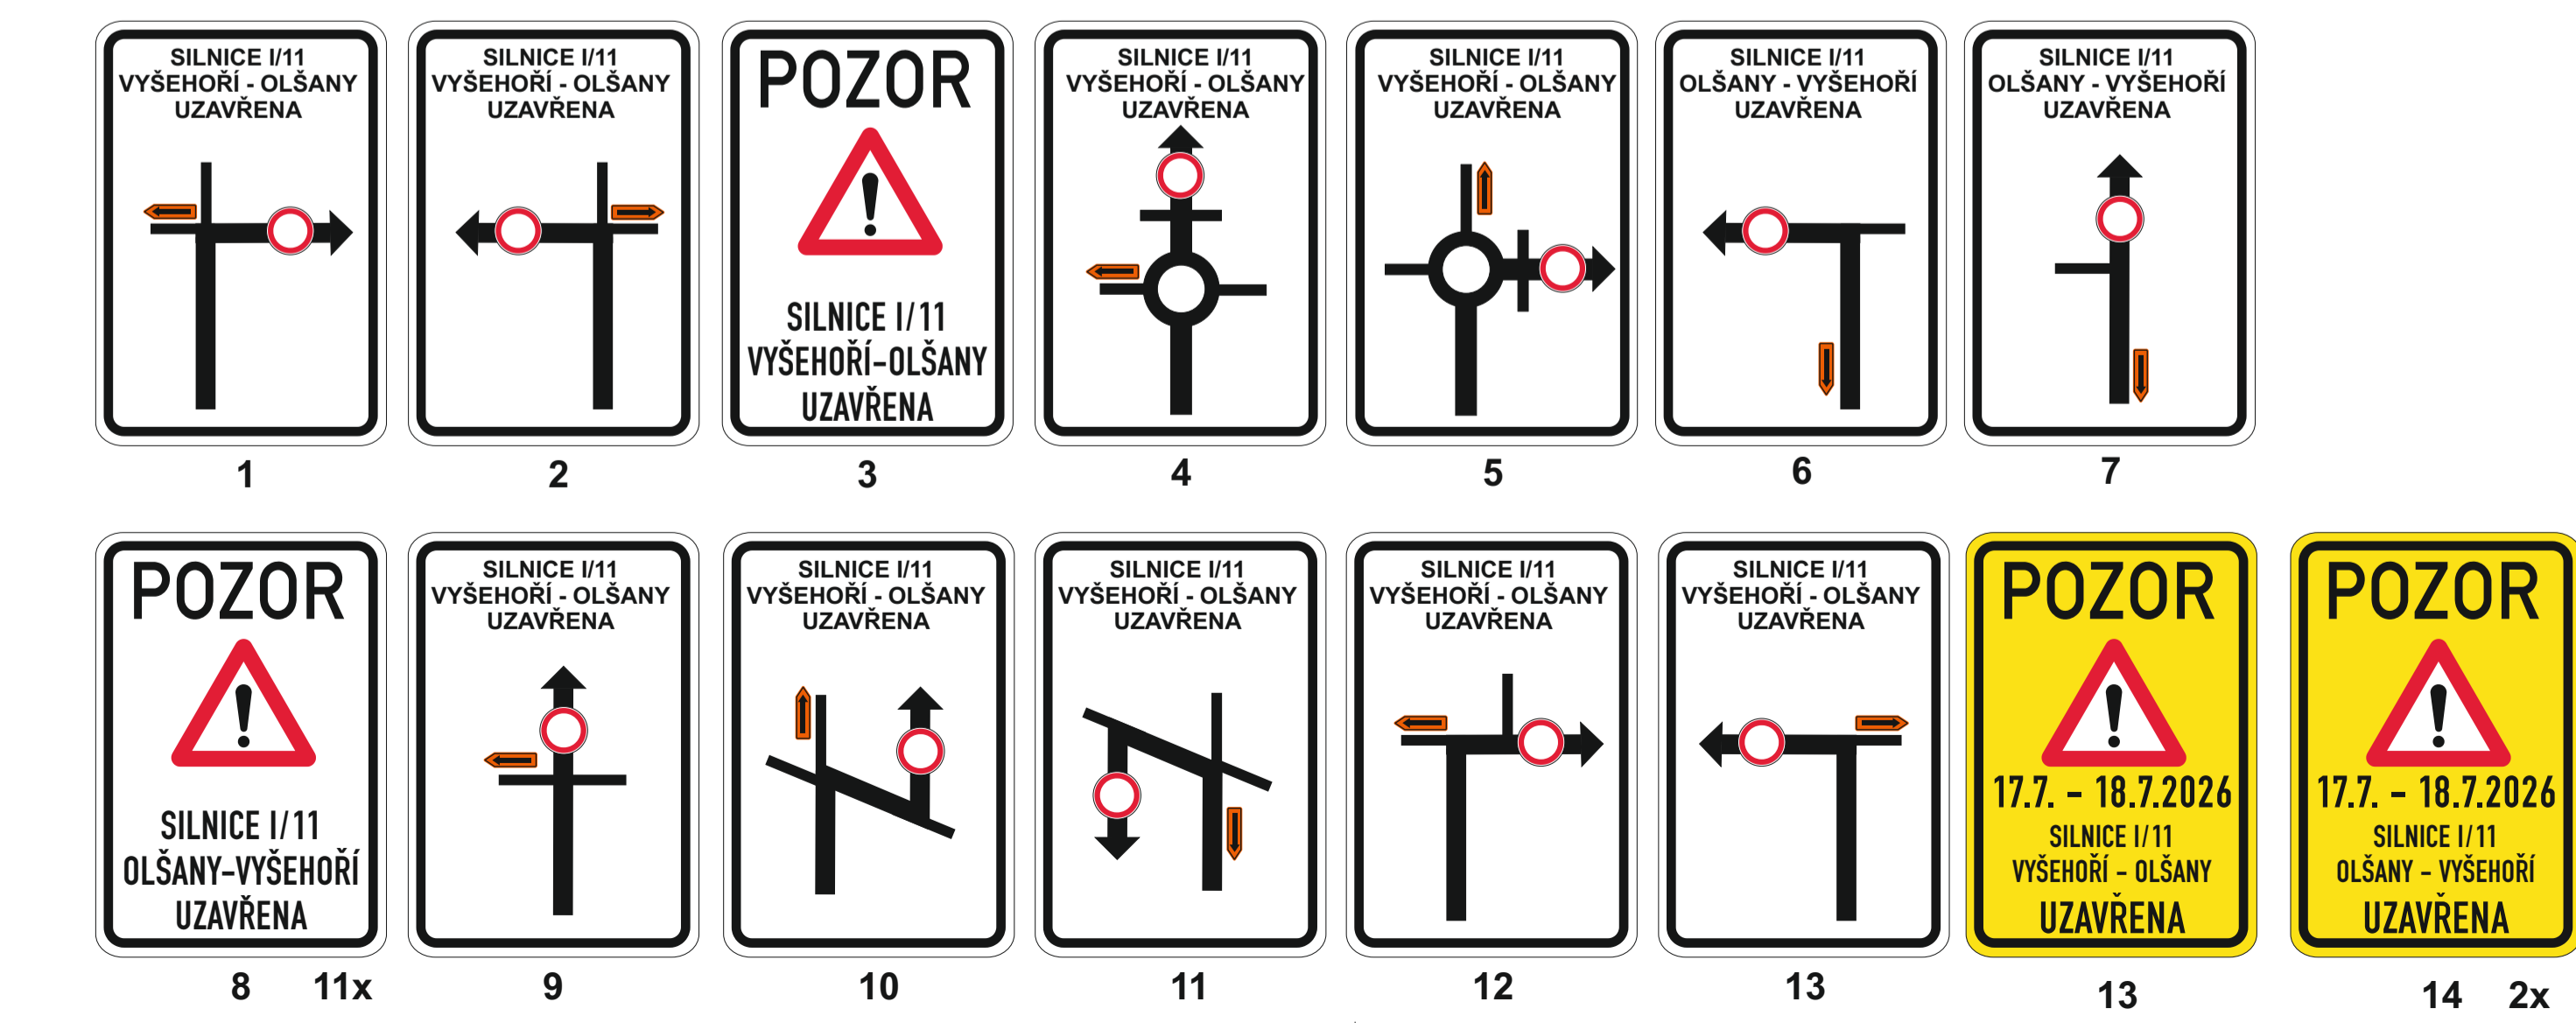 SILNICE I/11
VYŠEHOŘÍ - OLŠANY
UZAVŘENA
1
SILNICE I/11
VYŠEHOŘÍ - OLŠANY
UZAVŘENA
2
POZOR
SILNICE I/11
VYŠEHOŘÍ-OLŠANY
UZAVŘENA
3
SILNICE I/11
VYŠEHOŘÍ - OLŠANY
UZAVŘENA
4
SILNICE I/11
VYŠEHOŘÍ - OLŠANY
UZAVŘENA
5
SILNICE I/11
OLŠANY - VYŠEHOŘÍ
UZAVŘENA
6
SILNICE I/11
OLŠANY - VYŠEHOŘÍ
UZAVŘENA
7
POZOR
SILNICE I/11
OLŠANY-VYŠEHOŘÍ
UZAVŘENA
8 11x
SILNICE I/11
VYŠEHOŘÍ - OLŠANY
UZAVŘENA
9
SILNICE I/11
VYŠEHOŘÍ - OLŠANY
UZAVŘENA
10
SILNICE I/11
VYŠEHOŘÍ - OLŠANY
UZAVŘENA
11
SILNICE I/11
VYŠEHOŘÍ - OLŠANY
UZAVŘENA
12
SILNICE I/11
VYŠEHOŘÍ - OLŠANY
UZAVŘENA
13
POZOR
17.7. - 18.7.2026
SILNICE I/11
VYŠEHOŘÍ - OLŠANY
UZAVŘENA
13
POZOR
17.7. - 18.7.2026
SILNICE I/11
OLŠANY - VYŠEHOŘÍ
UZAVŘENA
14 2x